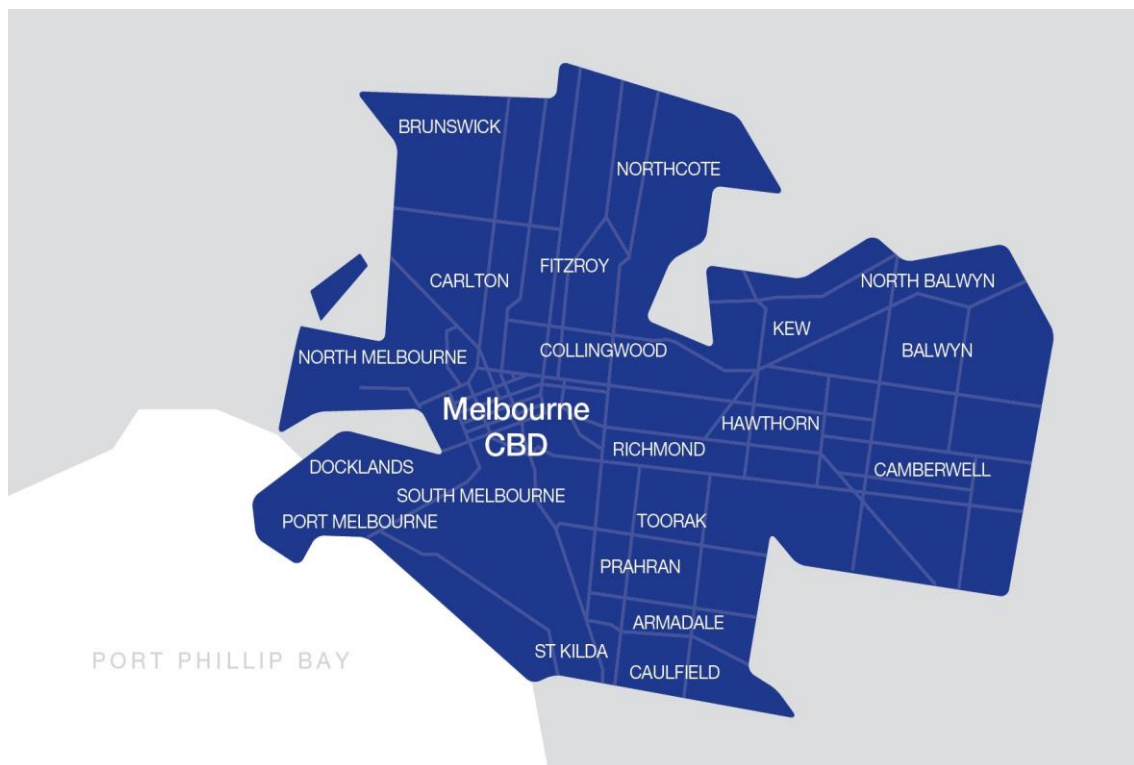 BRUNSWICK
NORTHCOTE
FITZROY
CARLTON
NORTH BALWYN
KEW
COLLINGWOOD
BALWYN
NORTH MELBOURNE
Melbourne
CBD
HAWTHORN
RICHMOND
DOCKLANDS
CAMBERWELL
SOUTH MELBOURNE
PORT MELBOURNE
TOORAK
PRAHRAN
ARMADALE
ST KILDA
PORT PHILLIP BAY
CAULFIELD